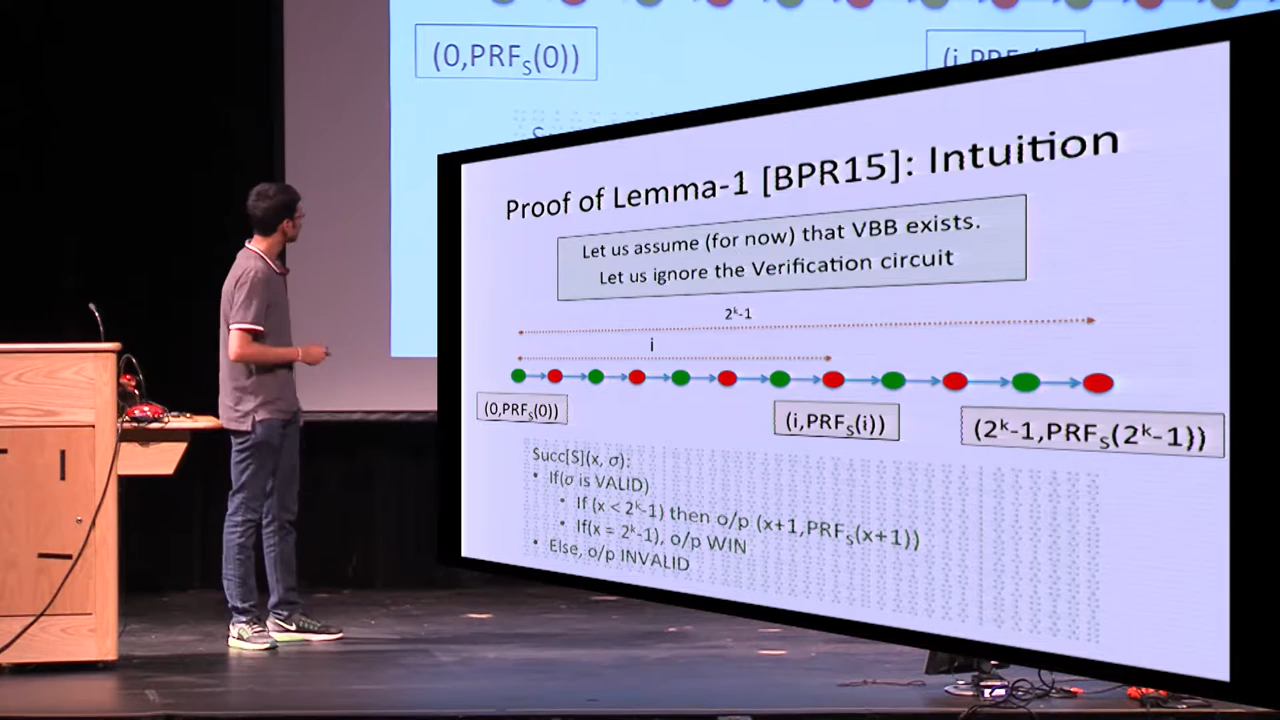 (0,PRFS(0))
(i,PRF
Proof of Lemma-1 [BPR15]: Intuition
Let us assume (for now) that VBB exists.
Let us ignore the Verification circuit
2ᵏ-1
i
(0,PRFS(0))
(i,PRFS(i))
(2ᵏ-1,PRFS(2ᵏ-1))
Succ[S](x, σ):
• If(σ is VALID)
• If (x < 2ᵏ-1) then o/p (x+1,PRFS(x+1))
• If(x = 2ᵏ-1), o/p WIN
• Else, o/p INVALID